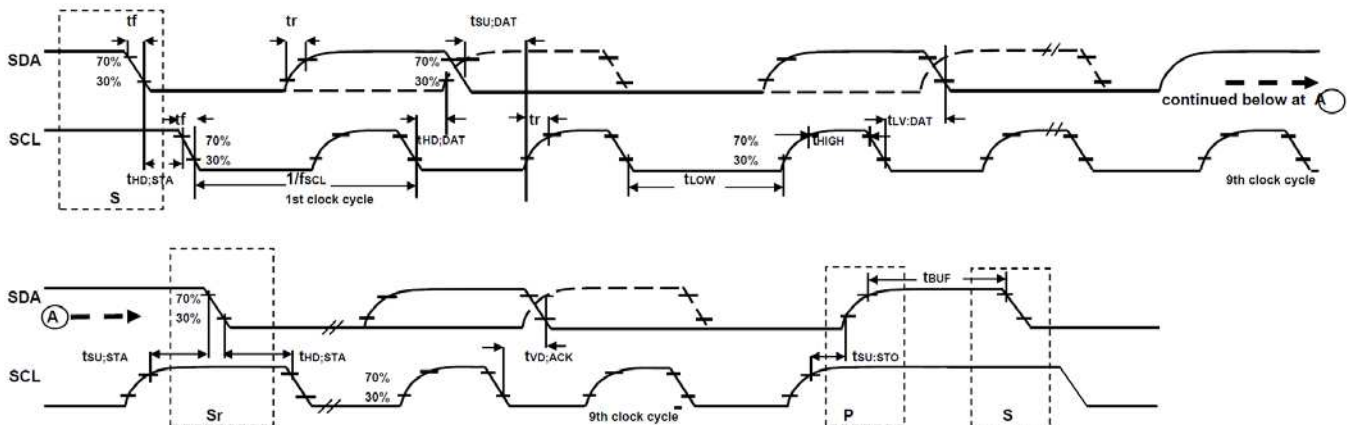 tf tr tSU;DAT
SDA 70% 30% 70% 30%
continued below at A
tf tHD;DAT tr tHIGH tLV:DAT
SCL 70% 30% 70% 30%
tHD;STA 1/fSCL tLOW
S 1st clock cycle 9th clock cycle
tBUF
SDA 70% 30%
A
tSU;STA tHD;STA tVD;ACK tSU:STO
SCL 70% 30%
Sr 9th clock cycle P S